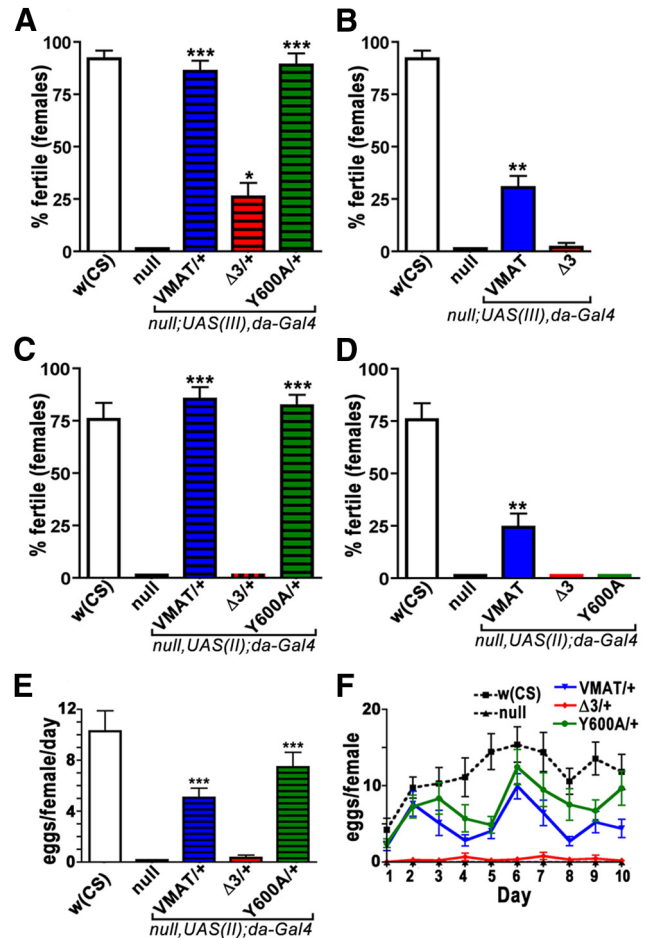 A
% fertile (females)
100
75
50
25
0
***
*
***
w(CS)
null
VMAT/+
Δ3/+
Y600A/+
null;UAS(III),da-Gal4
B
% fertile (females)
100
75
50
25
0
**
w(CS)
null
VMAT
Δ3
null;UAS(III),da-Gal4
C
% fertile (females)
100
75
50
25
0
***
***
w(CS)
null
VMAT/+
Δ3/+
Y600A/+
null,UAS(II);da-Gal4
D
% fertile (females)
100
75
50
25
0
**
w(CS)
null
VMAT
Δ3
Y600A
null,UAS(II);da-Gal4
E
eggs/female/day
12
8
4
0
***
***
w(CS)
null
VMAT/+
Δ3/+
Y600A/+
null,UAS(II);da-Gal4
F
w(CS)
null
VMAT/+
Δ3/+
Y600A/+
eggs/female
20
10
0
1 2 3 4 5 6 7 8 9 10
Day